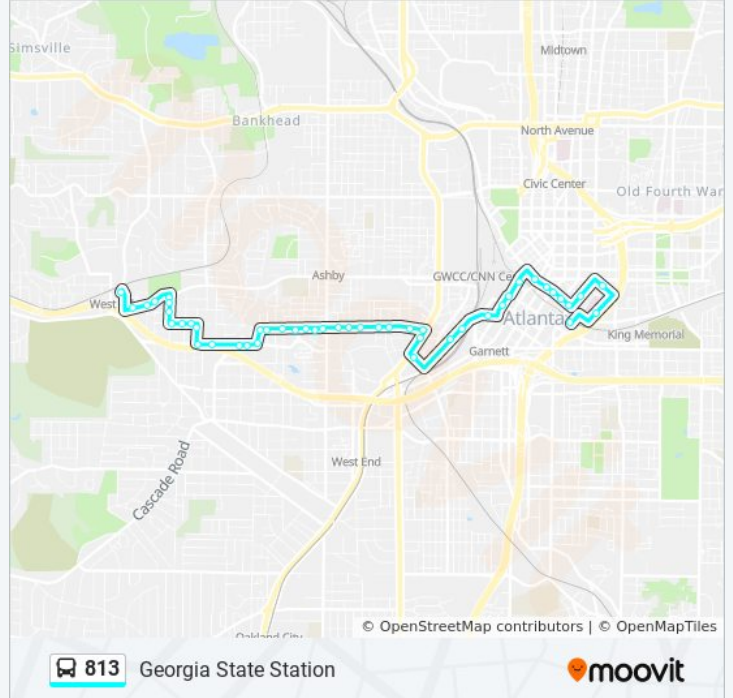 Simsville
Midtown
Bankhead
North Avenue
Civic Center
Old Fourth War
Ashby
GWCC/CNN Ce
West
Atlanta
King Memorial
Garnett
West End
Cascade Road
Oakland City
© OpenStreetMap contributors | © OpenMapTiles
813 Georgia State Station
moovit